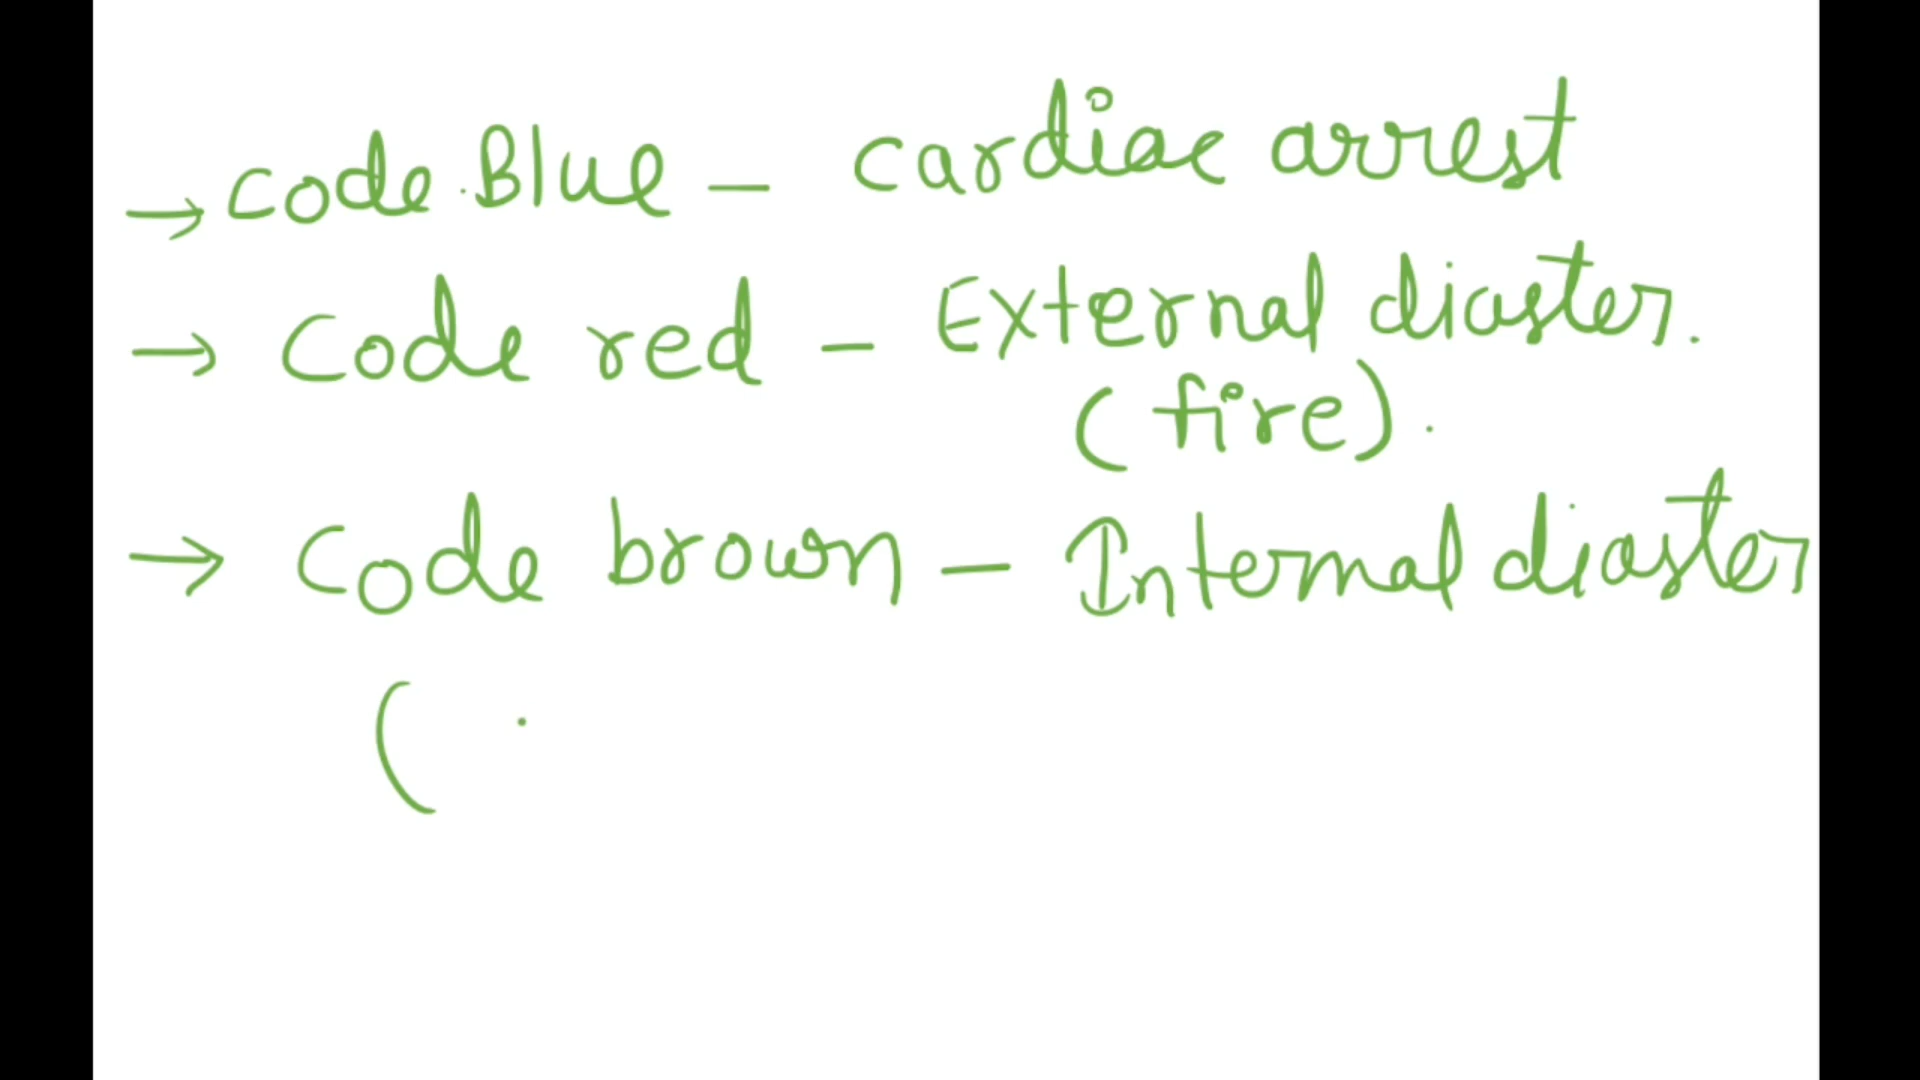 → code Blue - cardiac arrest
→ Code red - External diaster.
(fire).
→ Code brown - Internal diaster
(